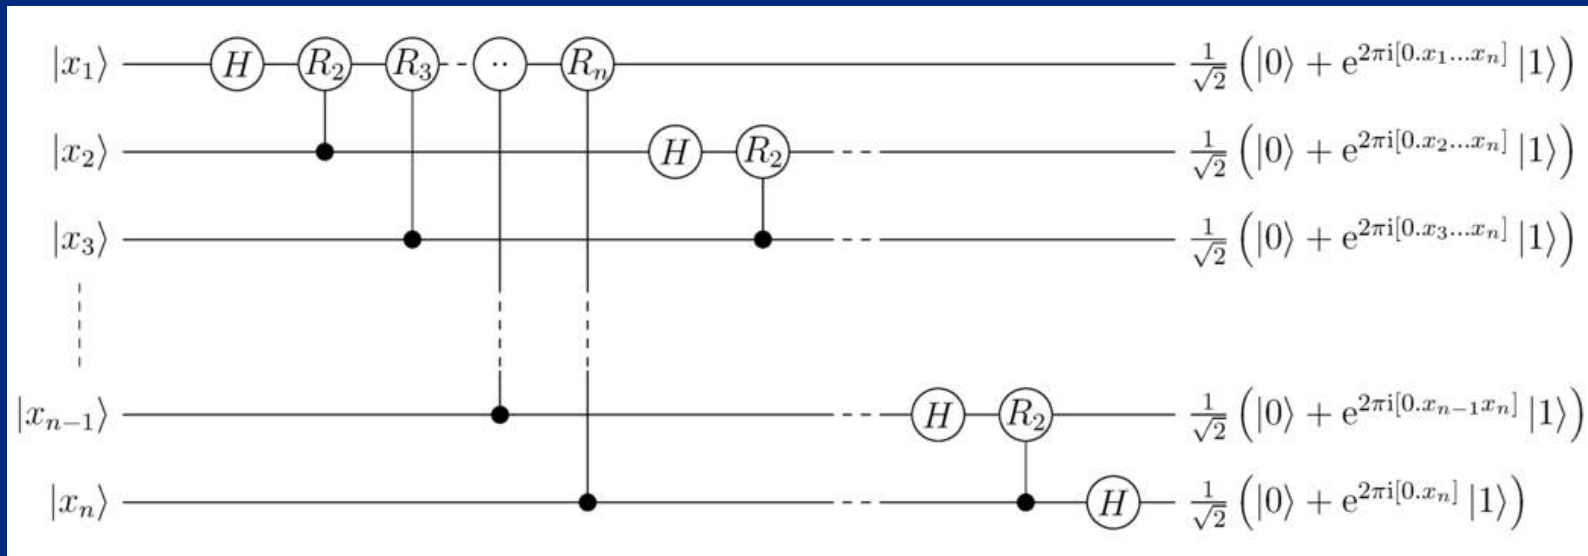 |x₁⟩ H R₂ R₃ ·· Rₙ 1/√2 (|0⟩ + e^{2πi[0.x₁...xₙ]} |1⟩)
|x₂⟩ H R₂ 1/√2 (|0⟩ + e^{2πi[0.x₂...xₙ]} |1⟩)
|x₃⟩ 1/√2 (|0⟩ + e^{2πi[0.x₃...xₙ]} |1⟩)
|xₙ₋₁⟩ H R₂ 1/√2 (|0⟩ + e^{2πi[0.xₙ₋₁xₙ]} |1⟩)
|xₙ⟩ H 1/√2 (|0⟩ + e^{2πi[0.xₙ]} |1⟩)